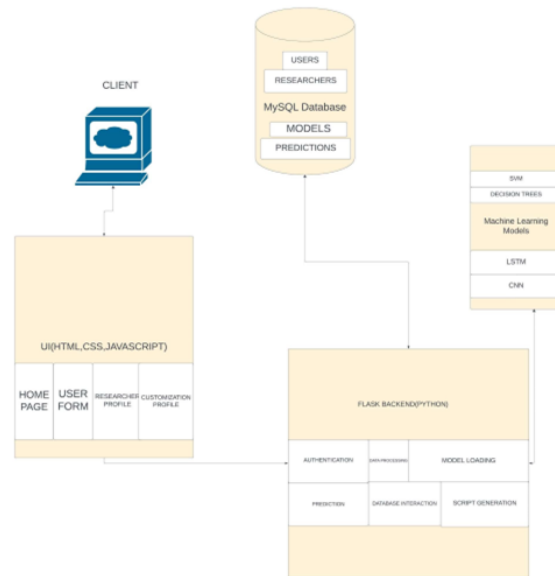 CLIENT
USERS
RESEARCHERS
MySQL Database
MODELS
PREDICTIONS
SVM
DECISION TREES
Machine Learning
Models
LSTM
CNN
UI(HTML,CSS,JAVASCRIPT)
HOME
PAGE
USER
FORM
RESEARCHER
PROFILE
CUSTOMIZATION
PROFILE
FLASK BACKEND(PYTHON)
AUTHENTICATION
DATA PROCESSING
MODEL LOADING
PREDICTION
DATABASE INTERACTION
SCRIPT GENERATION